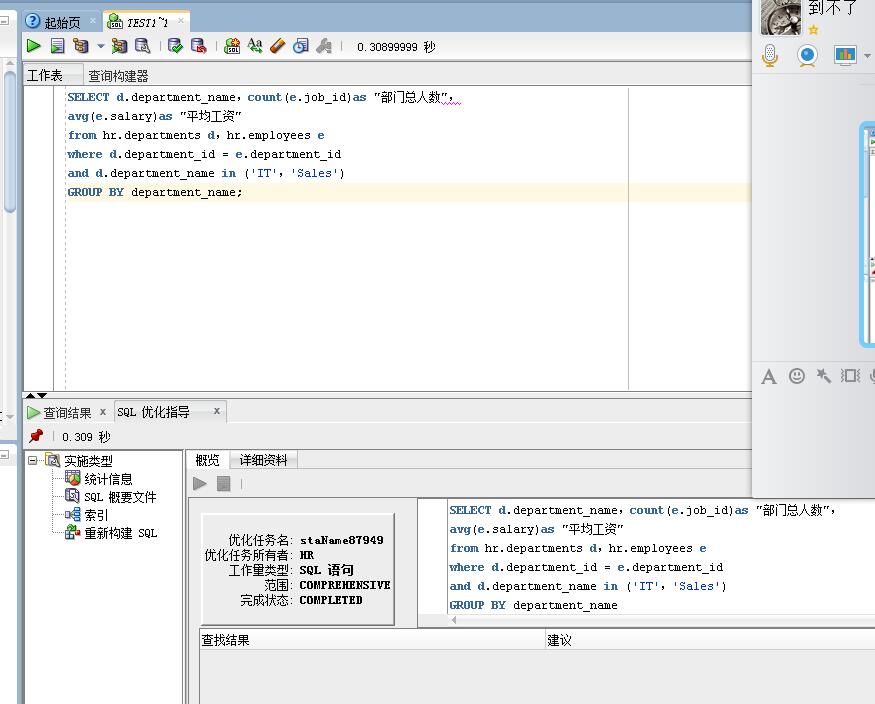 起始页
TEST1~1
到不了
0.30899999 秒
工作表
查询构建器
SELECT d.department_name，count(e.job_id)as "部门总人数"，
avg(e.salary)as "平均工资"
from hr.departments d，hr.employees e
where d.department_id = e.department_id
and d.department_name in ('IT'，'Sales')
GROUP BY department_name;
查询结果 x
SQL 优化指导 x
0.309 秒
实施类型
统计信息
SQL 概要文件
索引
重新构建 SQL
概览
详细资料
优化任务名: staName87949
优化任务所有者: HR
工作量类型: SQL 语句
范围: COMPREHENSIVE
完成状态: COMPLETED
SELECT d.department_name，count(e.job_id)as "部门总人数"，
avg(e.salary)as "平均工资"
from hr.departments d，hr.employees e
where d.department_id = e.department_id
and d.department_name in ('IT'，'Sales')
GROUP BY department_name
查找结果
建议